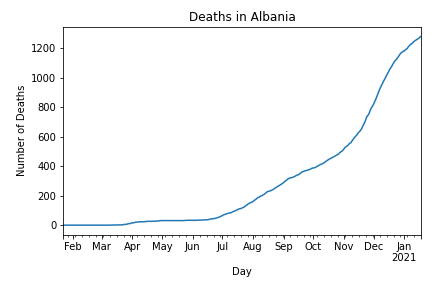 Deaths in Albania
1200
1000
800
600
400
200
0
Number of Deaths
Feb Mar Apr May Jun Jul Aug Sep Oct Nov Dec Jan
2021
Day